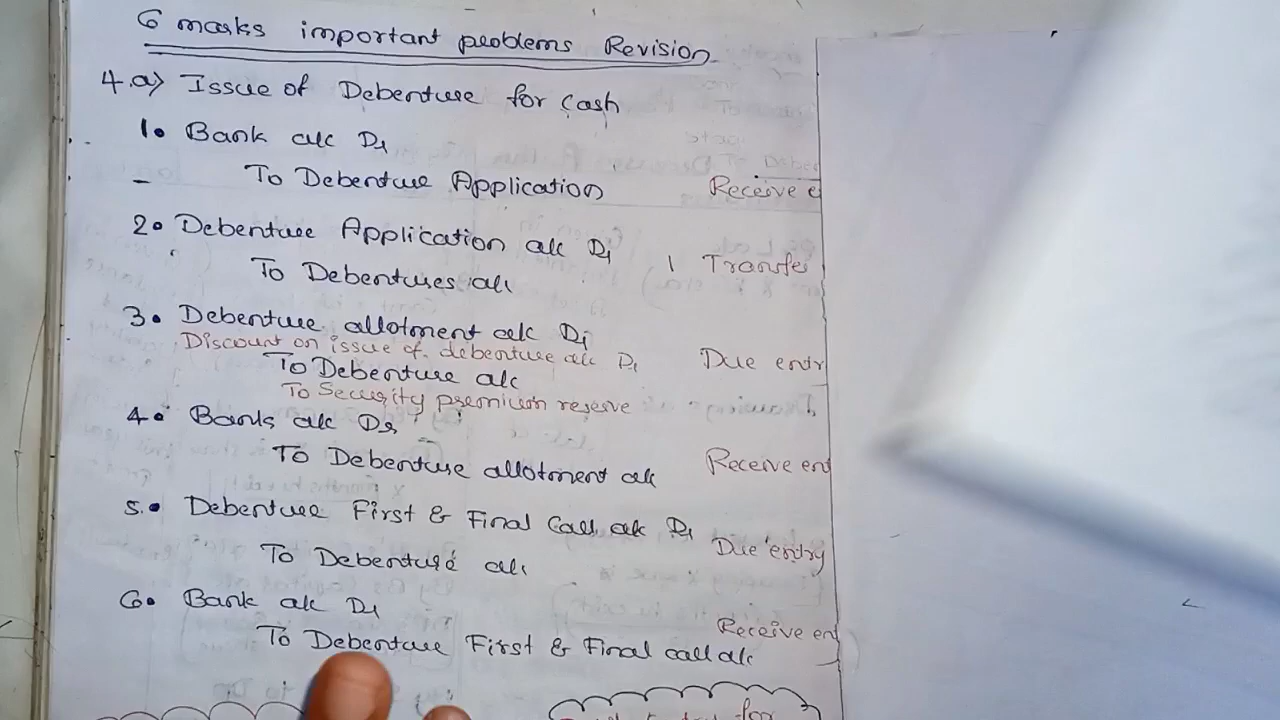 6 marks important problems Revision
4.a) Issue of Debenture for cash
1. Bank a/c Dr
To Debenture Application Receive e
2. Debenture Application a/c Dr
To Debentures a/c Transfe
3. Debenture allotment a/c Dr
Discount on issue of debenture a/c Dr Due entr
To Debenture a/c
To Security premium reserve
4. Bank a/c Dr
To Debenture allotment a/c Receive ent
5. Debenture First & Final Call a/c Dr
To Debenture a/c Due entry
6. Bank a/c Dr
To Debenture First & Final call a/c Receive en
for